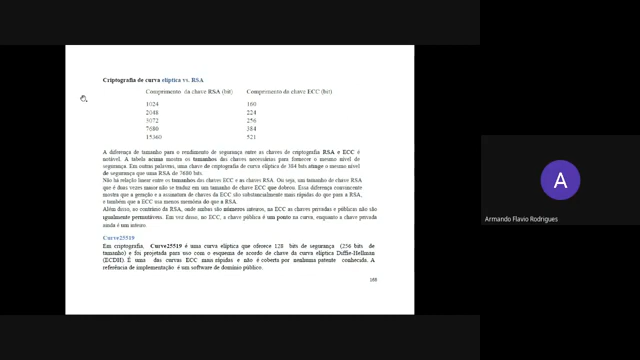 Criptografia de curva elíptica vs. RSA
Comprimento da chave RSA (bit) Comprimento da chave ECC (bit)
1024 160
2048 224
3072 256
7680 384
15360 521
A diferença de tamanho para o rendimento de segurança entre as chaves de criptografia RSA e ECC é
notável. A tabela acima mostra os tamanhos das chaves necessários para fornecer o mesmo nível de
segurança. Em outras palavras, uma chave de criptografia de curva elíptica de 384 bits atinge o mesmo nível
de segurança que uma RSA de 7680 bits.
Não há relação linear entre os tamanhos das chaves ECC e as chaves RSA. Ou seja, um tamanho de chave RSA
que é duas vezes maior não se traduz em um tamanho de chave ECC que dobrou. Essa diferença
mostra que a geração e a assinatura de chaves da ECC são substancialmente mais rápidas do que para a RSA,
e também que a ECC usa menos memória do que a RSA.
Além disso, ao contrário da RSA, onde ambas são números inteiros, na ECC as chaves privadas e públicas não são
igualmente permutáveis. Em vez disso, no ECC, a chave pública é um ponto na curva, enquanto a chave privada
ainda é um inteiro.
Curve25519
Em criptografia, Curve25519 é uma curva elíptica que oferece 128 bits de segurança (256 bits de
tamanho) e foi projetada para uso com o esquema de acordo de chave da curva elíptica Diffie-Hellman
(ECDH). É uma das curvas ECC mais rápidas e não é coberta por nenhuma patente conhecida. A
referência de implementação é um software de domínio público.
188
A
Armando Flavio Rodrigues